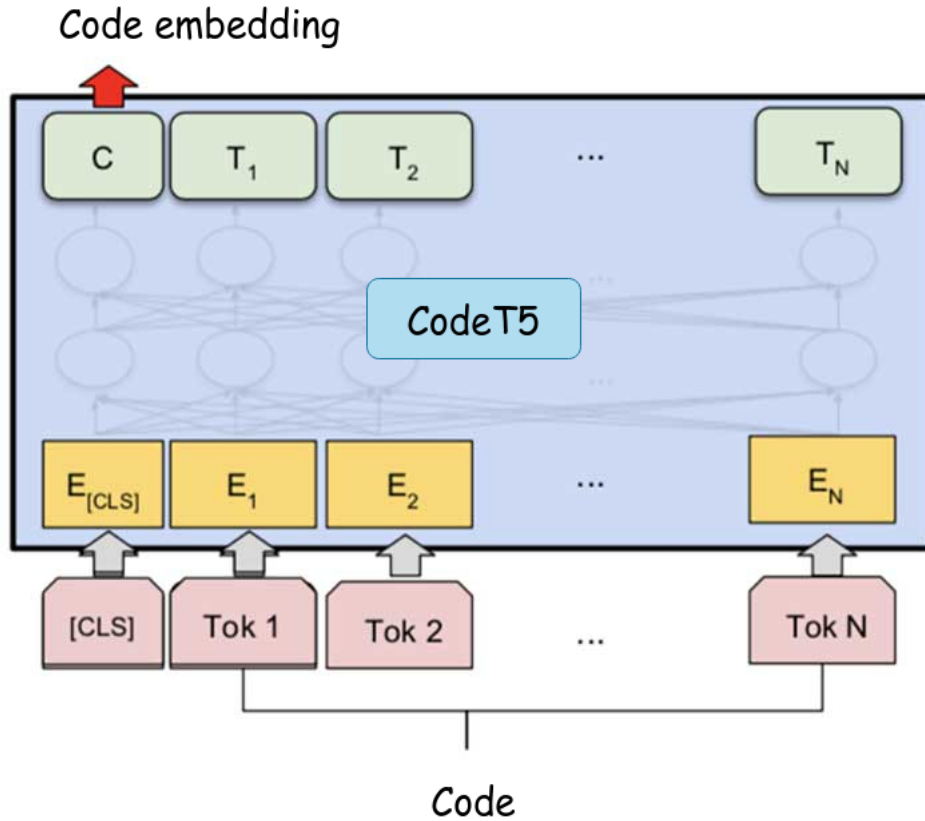 Code embedding
C T1 T2 ... TN
CodeT5
...
...
E[CLS] E1 E2 ... EN
[CLS] Tok 1 Tok 2 ... Tok N
Code